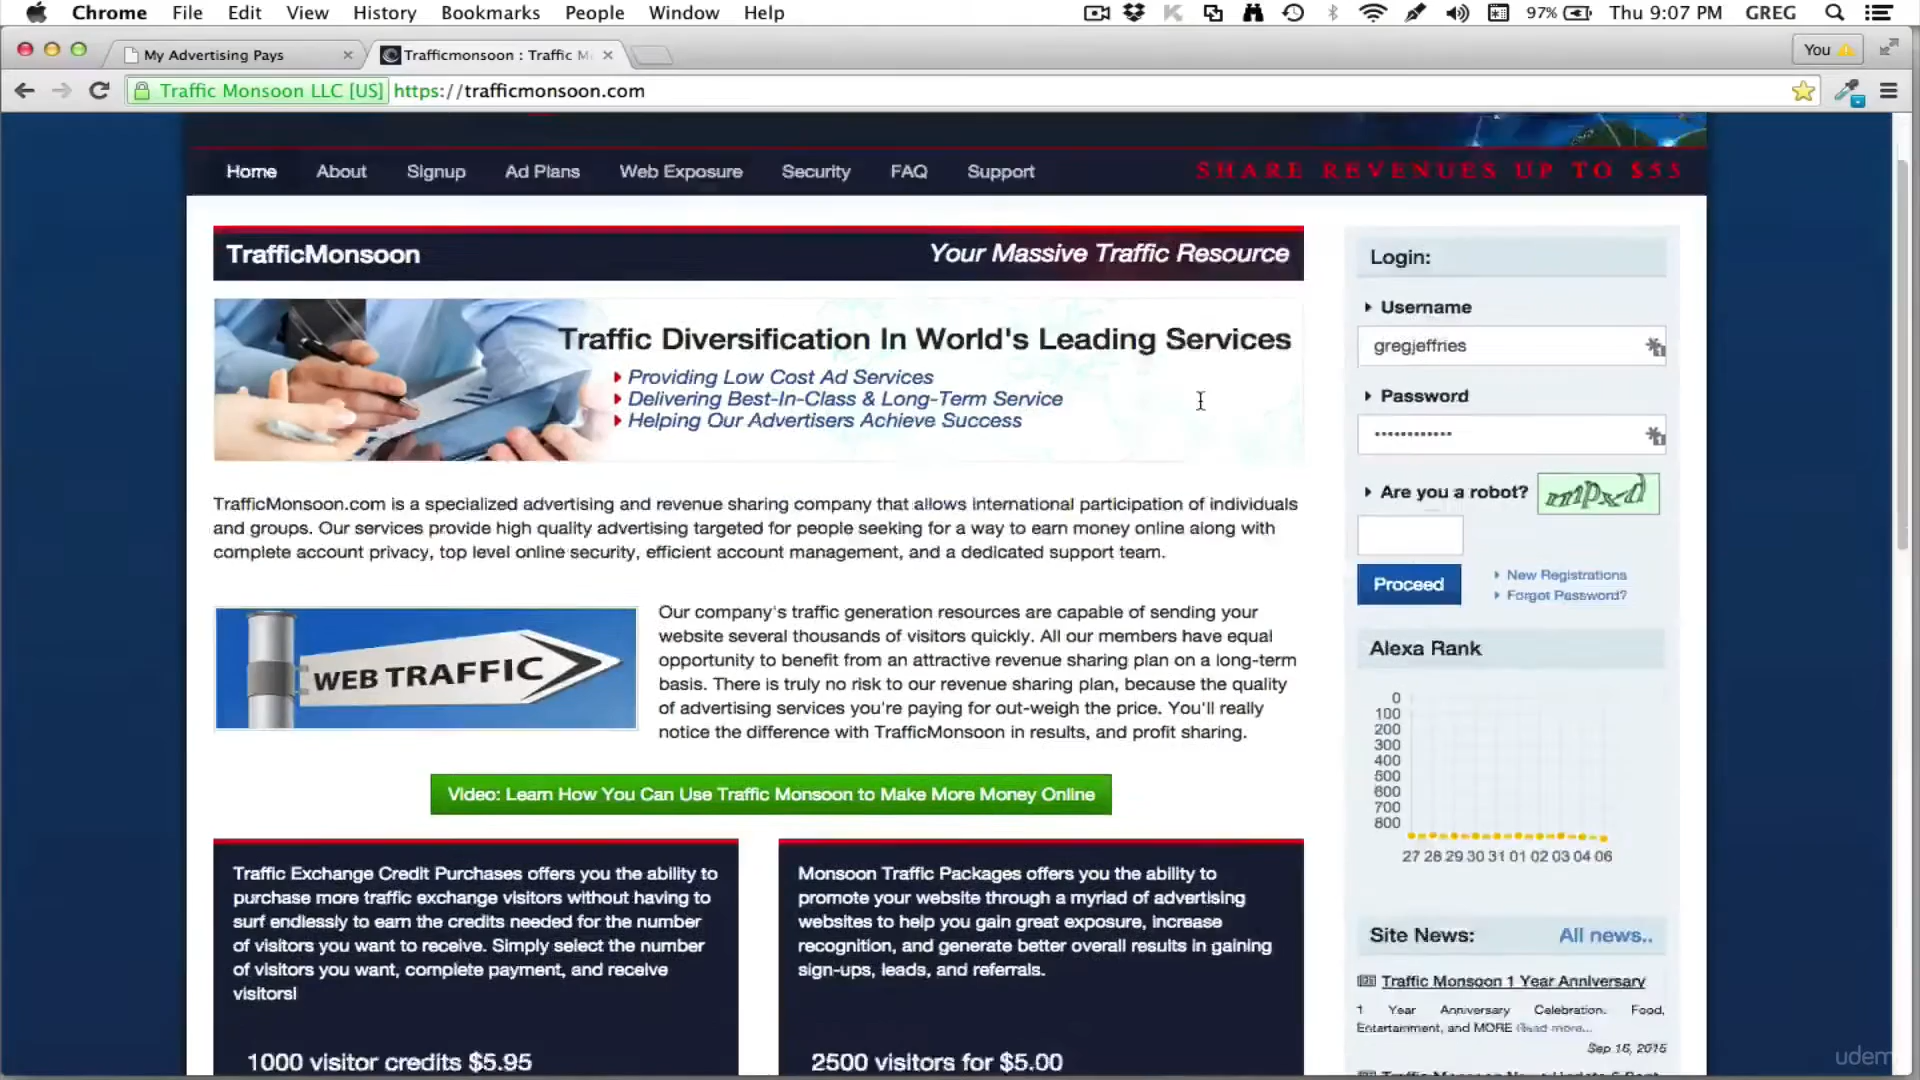 Chrome File Edit View History Bookmarks People Window Help 97% Thu 9:07 PM GREG
My Advertising Pays Trafficmonsoon : Traffic M You
Traffic Monsoon LLC [US] https://trafficmonsoon.com
Home About Signup Ad Plans Web Exposure Security FAQ Support SHARE REVENUES UP TO $55
TrafficMonsoon Your Massive Traffic Resource
Traffic Diversification In World's Leading Services
Providing Low Cost Ad Services
Delivering Best-In-Class & Long-Term Service
Helping Our Advertisers Achieve Success
TrafficMonsoon.com is a specialized advertising and revenue sharing company that allows international participation of individuals
and groups. Our services provide high quality advertising targeted for people seeking for a way to earn money online along with
complete account privacy, top level online security, efficient account management, and a dedicated support team.
WEB TRAFFIC
Our company's traffic generation resources are capable of sending your
website several thousands of visitors quickly. All our members have equal
opportunity to benefit from an attractive revenue sharing plan on a long-term
basis. There is truly no risk to our revenue sharing plan, because the quality
of advertising services you're paying for out-weigh the price. You'll really
notice the difference with TrafficMonsoon in results, and profit sharing.
Video: Learn How You Can Use Traffic Monsoon to Make More Money Online
Traffic Exchange Credit Purchases offers you the ability to
purchase more traffic exchange visitors without having to
surf endlessly to earn the credits needed for the number
of visitors you want to receive. Simply select the number
of visitors you want, complete payment, and receive
visitors!
1000 visitor credits $5.95
Monsoon Traffic Packages offers you the ability to
promote your website through a myriad of advertising
websites to help you gain great exposure, increase
recognition, and generate better overall results in gaining
sign-ups, leads, and referrals.
2500 visitors for $5.00
Login:
Username
gregjeffries
Password
Are you a robot?
Proceed
New Registrations
Forgot Password?
Alexa Rank
0
100
200
300
400
500
600
700
800
27 28 29 30 31 01 02 03 04 06
Site News: All news..
Traffic Monsoon 1 Year Anniversary
1 Year Anniversary Celebration. Food,
Entertainment, and MORE (Read more...
Sep 16, 2015
udem